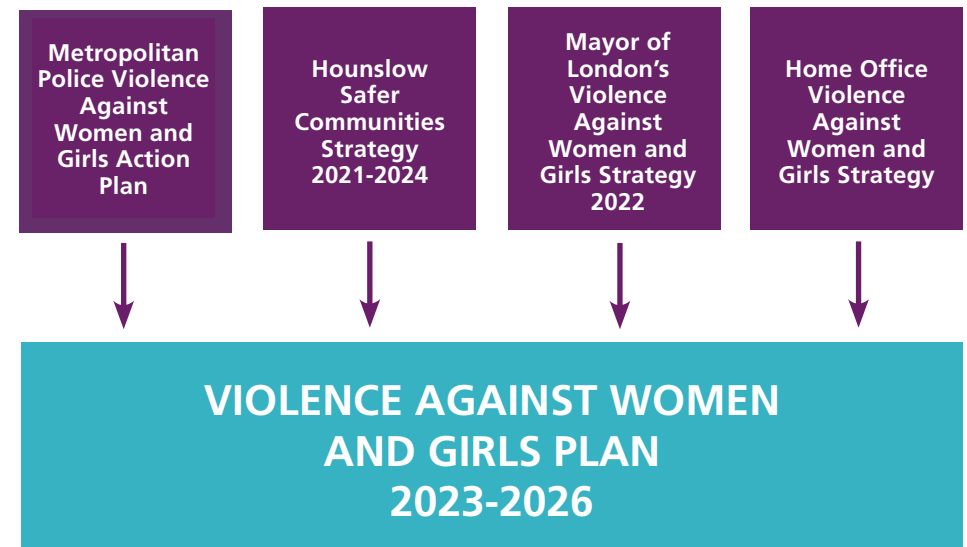 Metropolitan
Police Violence
Against
Women and
Girls Action
Plan
Hounslow
Safer
Communities
Strategy
2021-2024
Mayor of
London’s
Violence
Against
Women and
Girls Strategy
2022
Home Office
Violence
Against
Women and
Girls Strategy
VIOLENCE AGAINST WOMEN
AND GIRLS PLAN
2023-2026